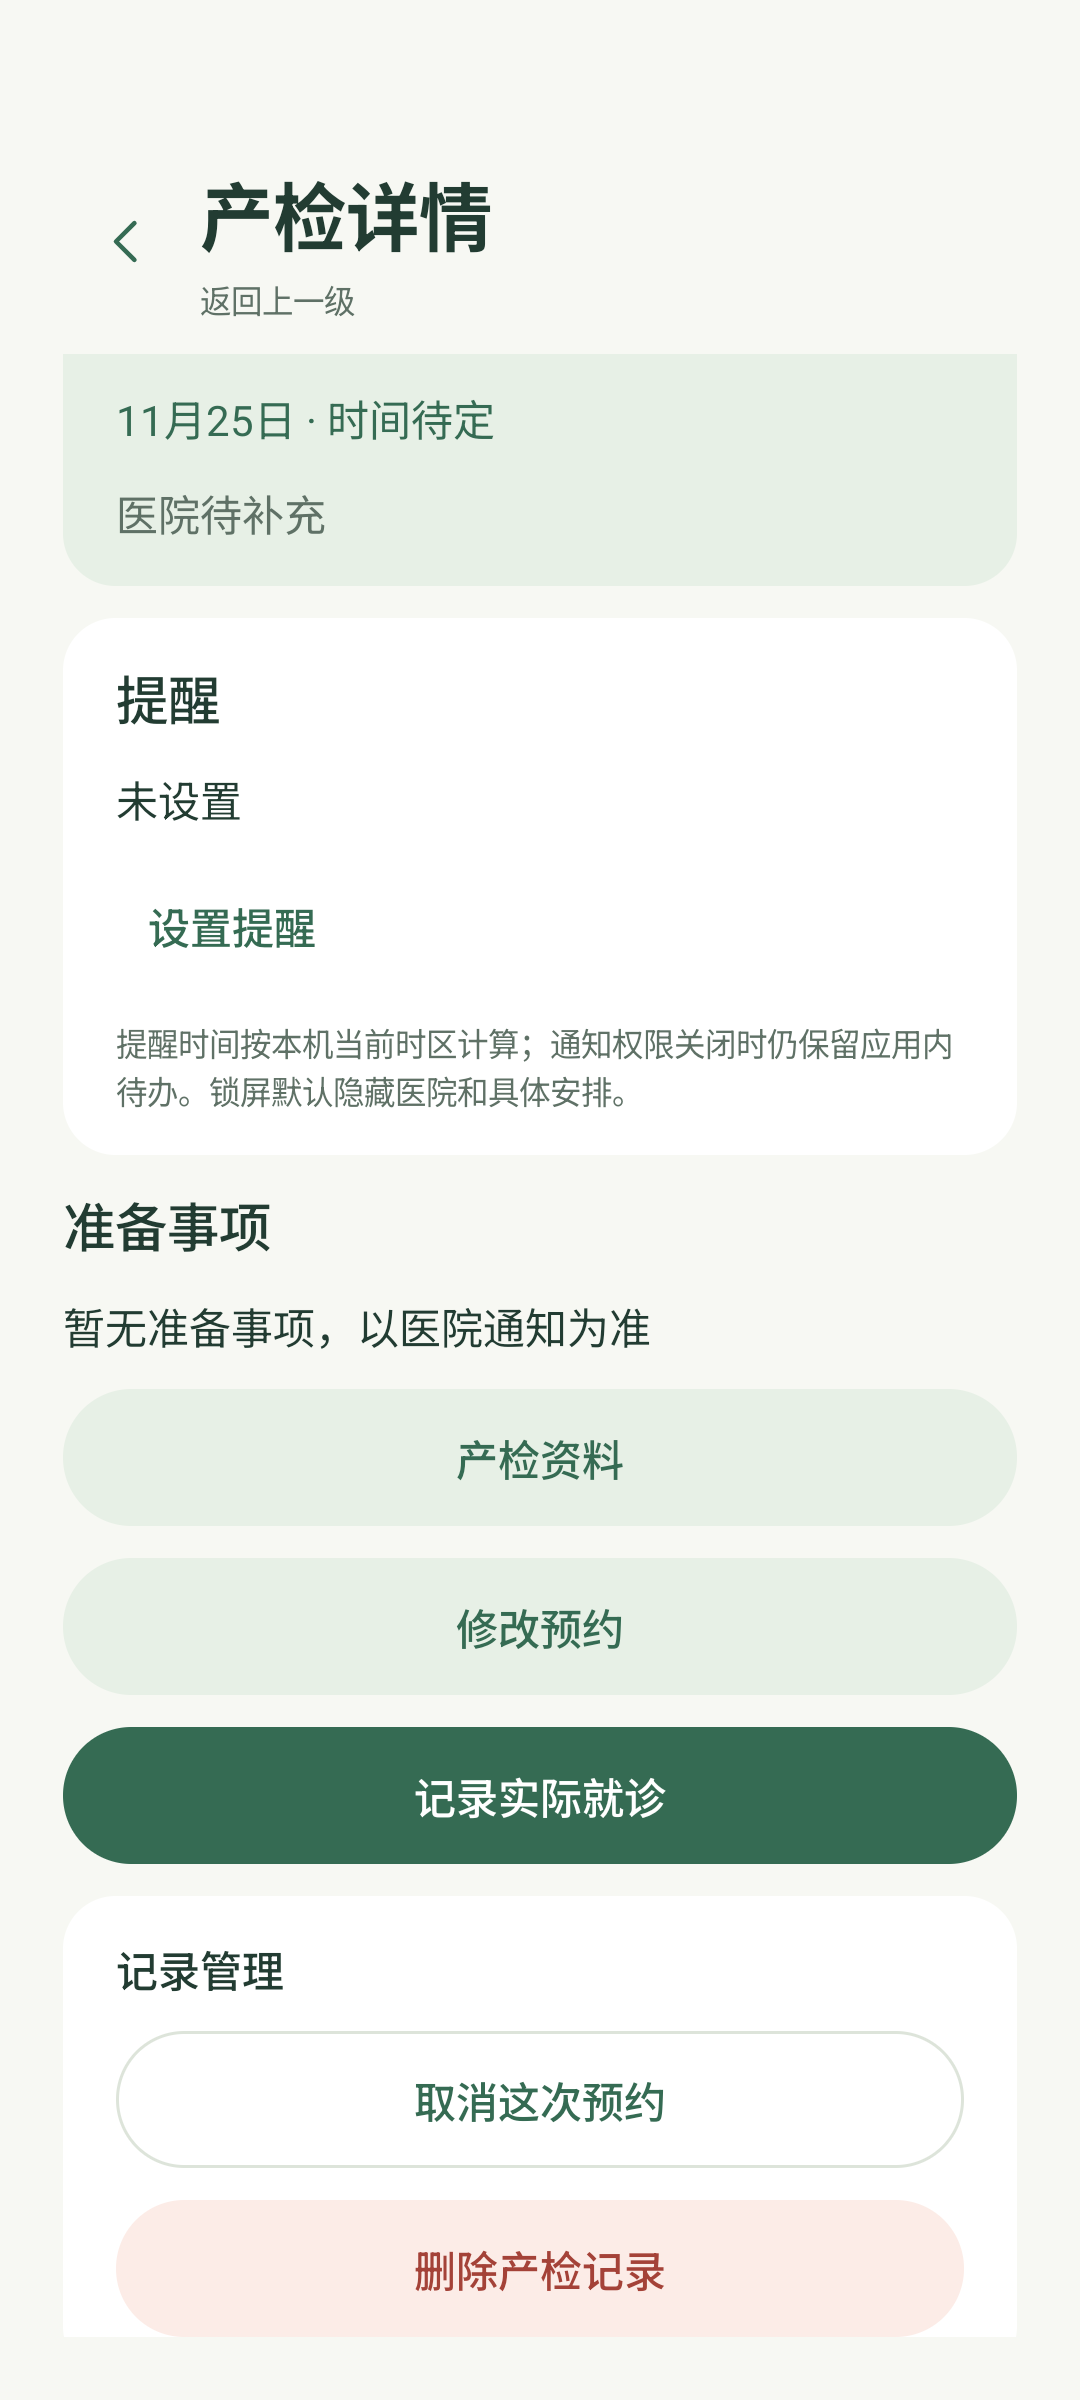 产检详情
返回上一级
11月25日 · 时间待定
医院待补充
提醒
未设置
设置提醒
提醒时间按本机当前时区计算；通知权限关闭时仍保留应用内
待办。锁屏默认隐藏医院和具体安排。
准备事项
暂无准备事项，以医院通知为准
产检资料
修改预约
记录实际就诊
记录管理
取消这次预约
删除产检记录